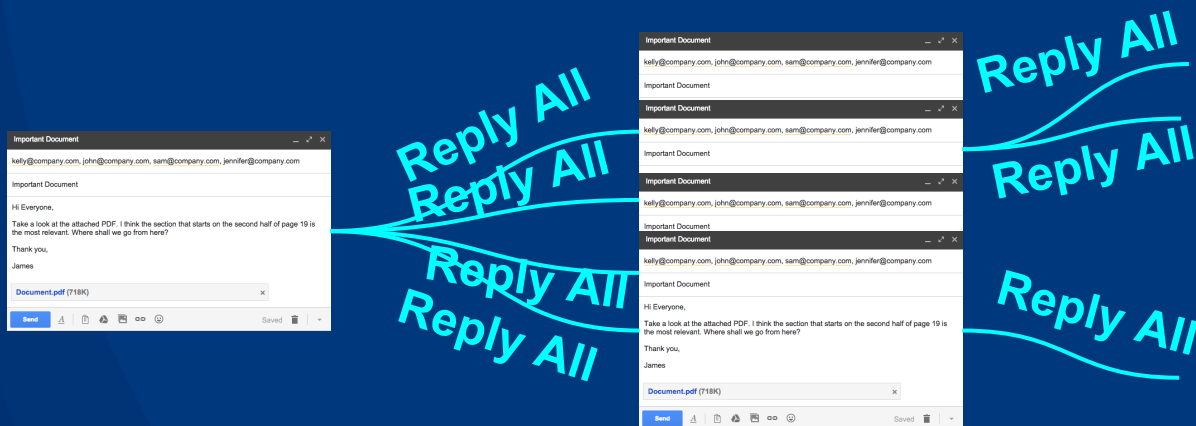 Important Document
kelly@company.com, john@company.com, sam@company.com, jennifer@company.com
Important Document
Hi Everyone,
Take a look at the attached PDF. I think the section that starts on the second half of page 19 is
the most relevant. Where shall we go from here?
Thank you,
James
Document.pdf (718K)
Send
Saved
Reply All
Reply All
Reply All
Reply All
Important Document
kelly@company.com, john@company.com, sam@company.com, jennifer@company.com
Important Document
Important Document
kelly@company.com, john@company.com, sam@company.com, jennifer@company.com
Important Document
Important Document
kelly@company.com, john@company.com, sam@company.com, jennifer@company.com
Important Document
Important Document
kelly@company.com, john@company.com, sam@company.com, jennifer@company.com
Important Document
Hi Everyone,
Take a look at the attached PDF. I think the section that starts on the second half of page 19 is
the most relevant. Where shall we go from here?
Thank you,
James
Document.pdf (718K)
Send
Saved
Reply All
Reply All
Reply All